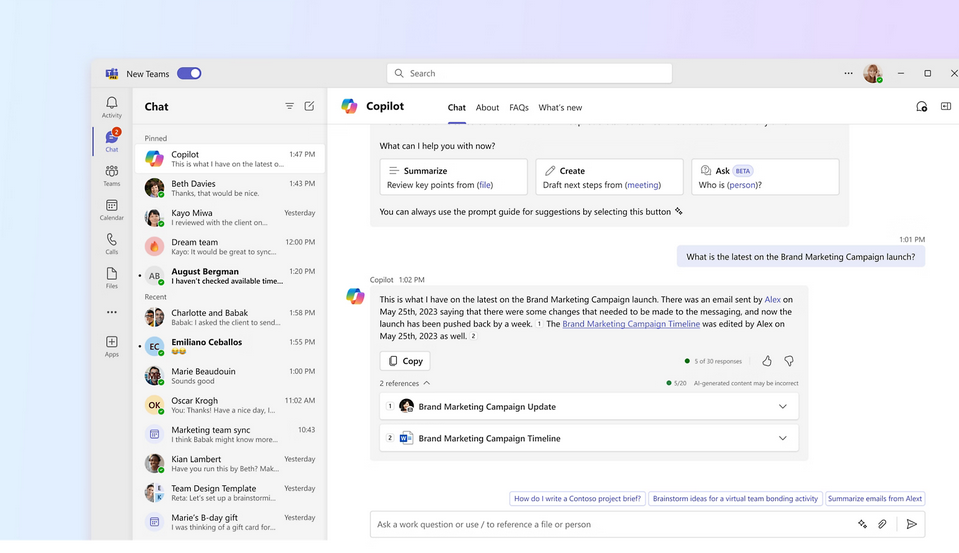 New Teams
Search
Activity
2
Chat
Teams
Calendar
Calls
Files
Apps
Chat
Pinned
Copilot 1:47 PM
This is what I have on the latest o...
Beth Davies 1:43 PM
Thanks, that would be nice.
Kayo Miwa Yesterday
I reviewed with the client on...
Dream team 12:00 PM
Kayo: It would be great to sync...
AB
August Bergman 1:20 PM
I haven't checked available time...
Recent
Charlotte and Babak 1:58 PM
Babak: I asked the client to send...
EC
Emiliano Ceballos 1:55 PM
😂😂
Marie Beaudouin 1:00 PM
Sounds good
OK
Oscar Krogh 11:02 AM
You: Thanks! Have a nice day, I...
Marketing team sync 10:43
I think Babak might know more...
Kian Lambert Yesterday
Have you run this by Beth? Mak...
Team Design Template Yesterday
Reta: Let's set up a brainstormi...
Marie's B-day gift Yesterday
I was thinking of a gift card for...
Copilot Chat About FAQs What's new
What can I help you with now?
Summarize
Review key points from (file)
Create
Draft next steps from (meeting)
Ask BETA
Who is (person)?
You can always use the prompt guide for suggestions by selecting this button
1:01 PM
What is the latest on the Brand Marketing Campaign launch?
Copilot 1:02 PM
This is what I have on the latest on the Brand Marketing Campaign launch. There was an email sent by Alex on
May 25th, 2023 saying that there were some changes that needed to be made to the messaging, and now the
launch has been pushed back by a week. 1 The Brand Marketing Campaign Timeline was edited by Alex on
May 25th, 2023 as well. 2
Copy
5 of 30 responses
2 references
5/20 AI-generated content may be incorrect
1 Brand Marketing Campaign Update
2 Brand Marketing Campaign Timeline
How do I write a Contoso project brief? Brainstorm ideas for a virtual team bonding activity Summarize emails from Alext
Ask a work question or use / to reference a file or person